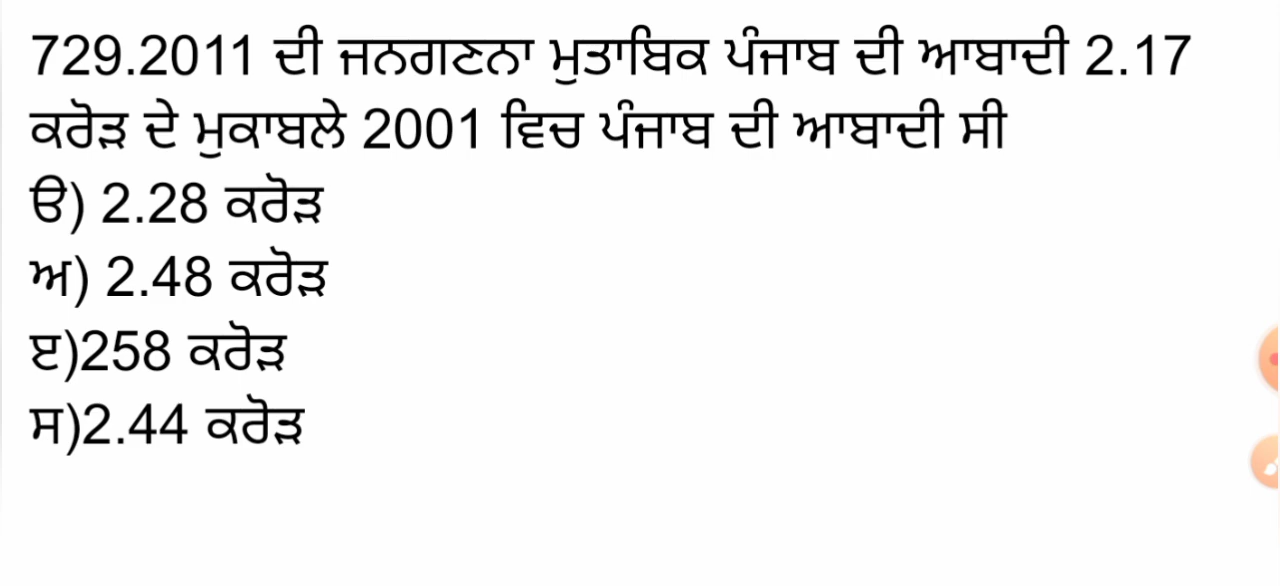 729.2011 ਦੀ ਜਨਗਣਨਾ ਮੁਤਾਬਿਕ ਪੰਜਾਬ ਦੀ ਆਬਾਦੀ 2.17
ਕਰੋੜ ਦੇ ਮੁਕਾਬਲੇ 2001 ਵਿਚ ਪੰਜਾਬ ਦੀ ਆਬਾਦੀ ਸੀ
ੳ) 2.28 ਕਰੋੜ
ਅ) 2.48 ਕਰੋੜ
ੲ)258 ਕਰੋੜ
ਸ)2.44 ਕਰੋੜ